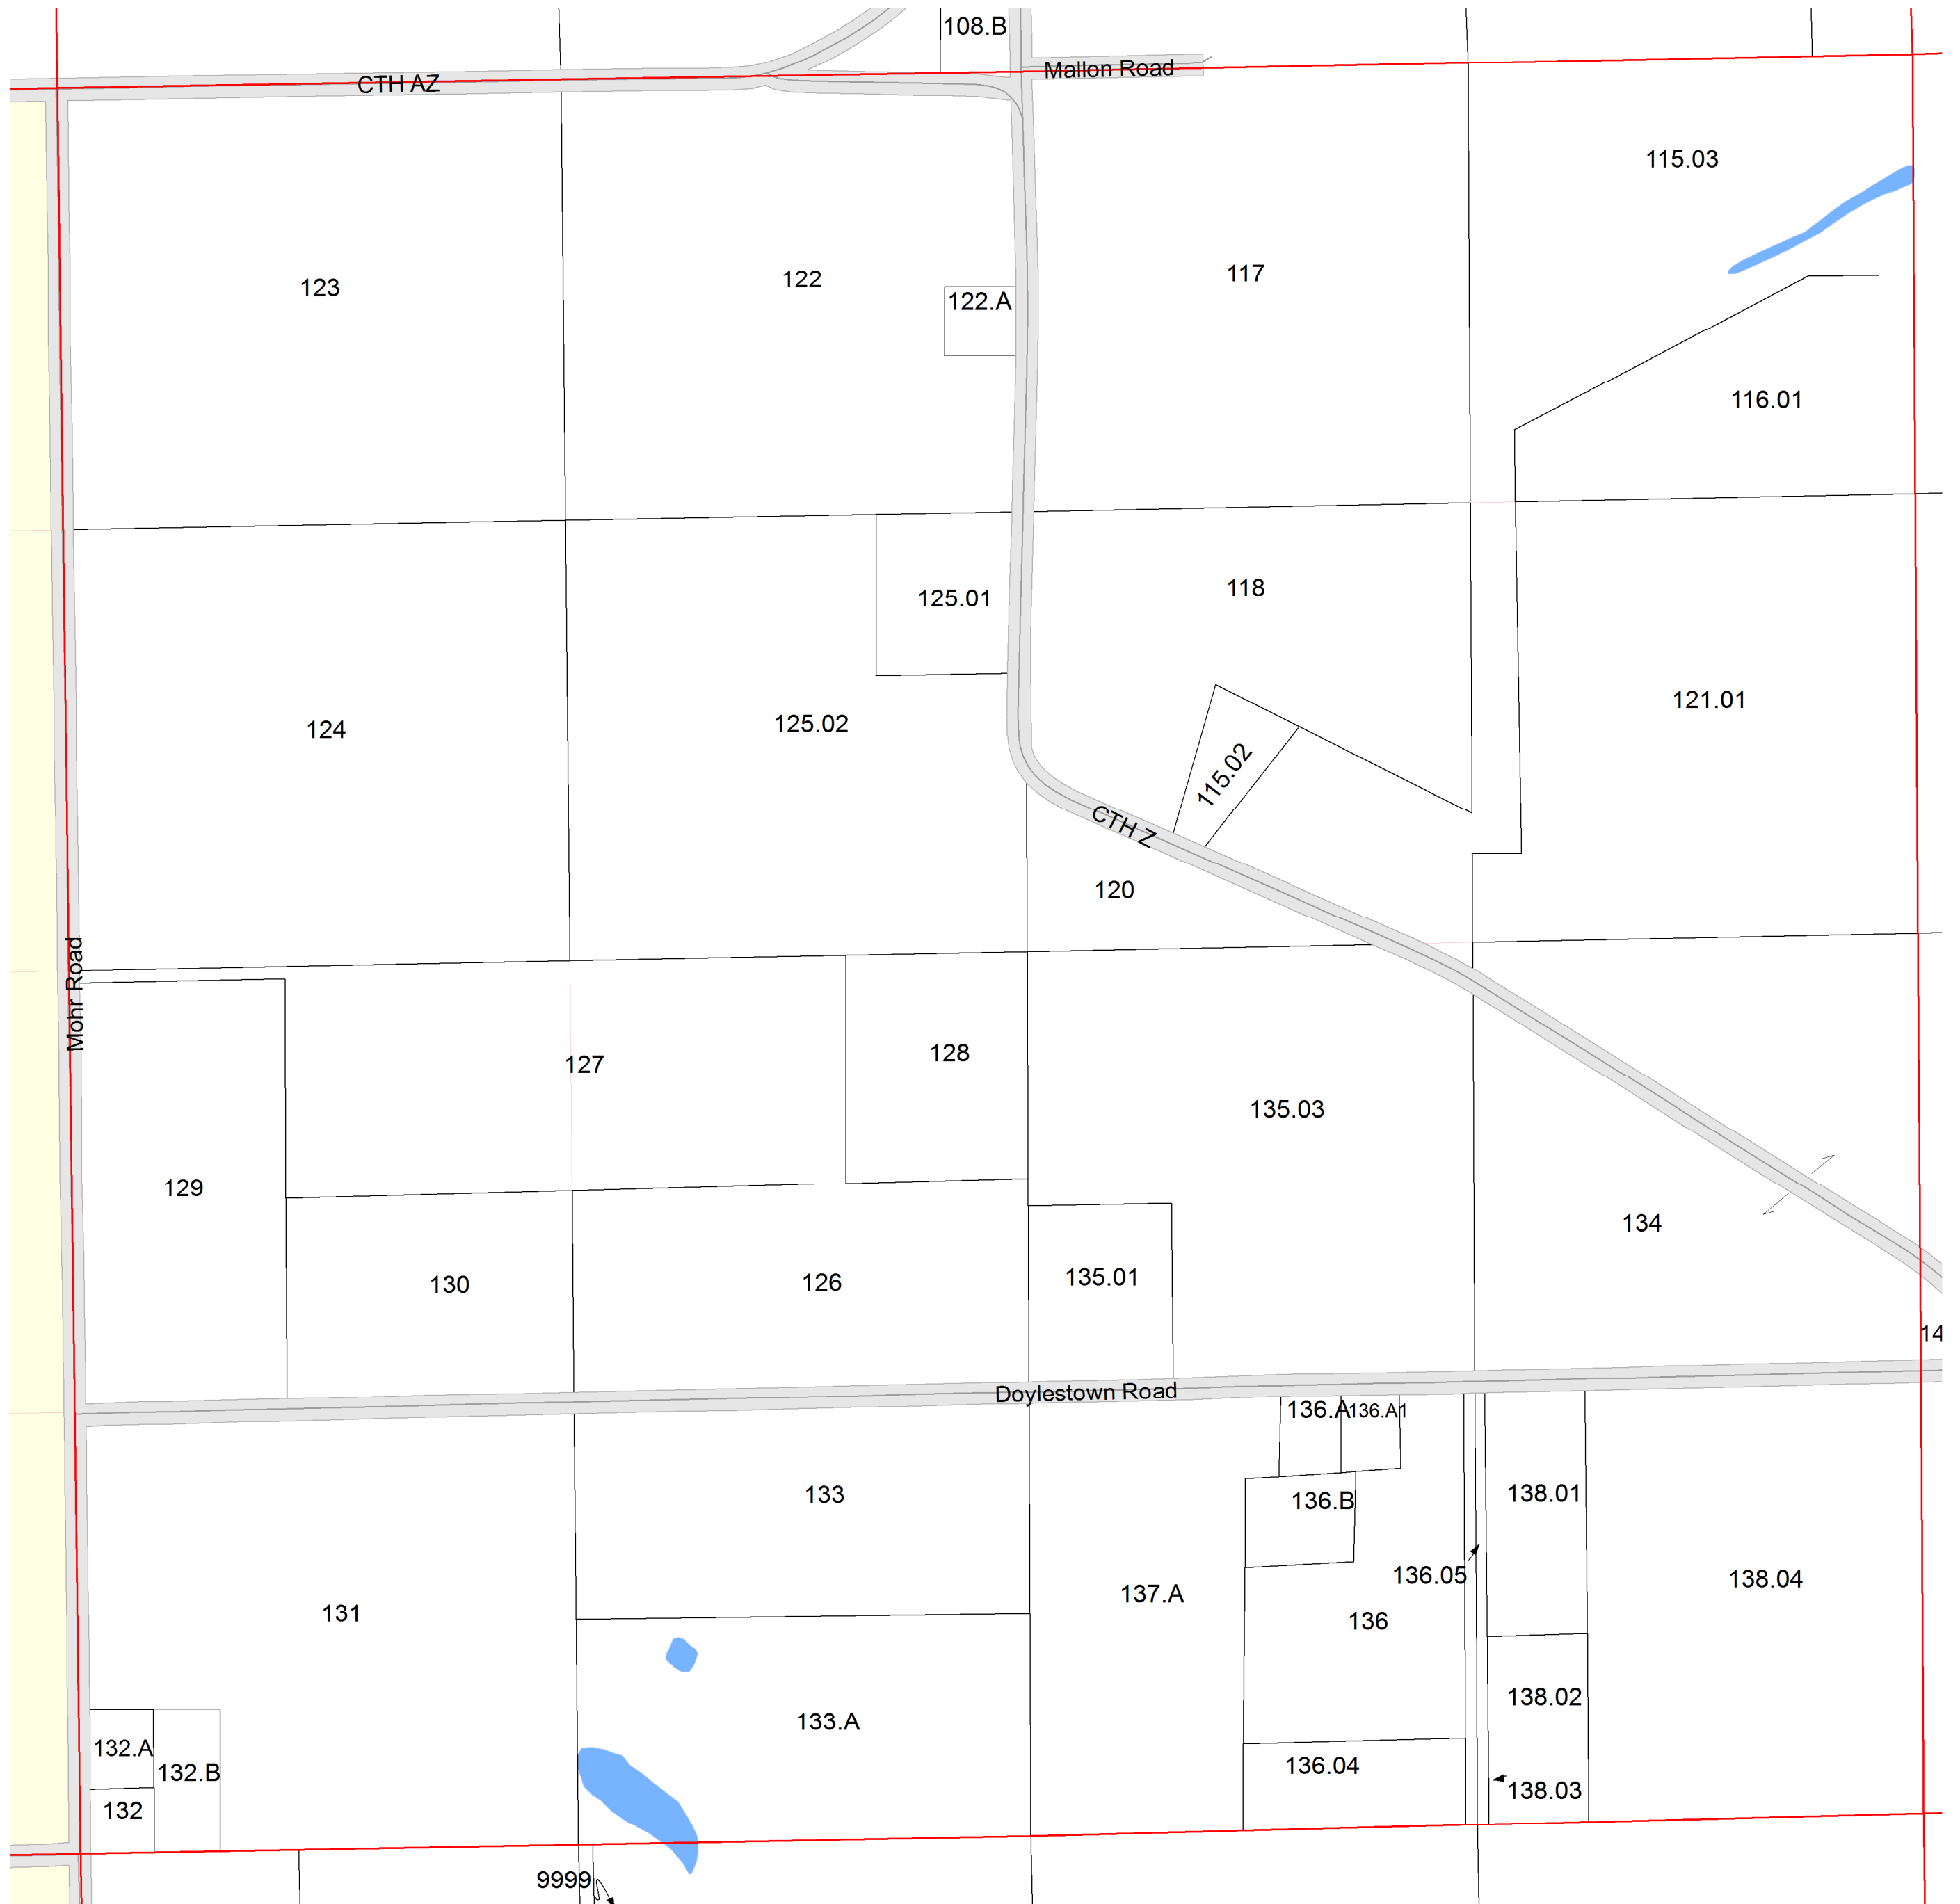 108.B
CTH AZ
Mallon Road
115.03
123
122
117
122.A
116.01
118
125.01
121.01
124
125.02
115.02
CTH Z
120
Mohr Road
127
128
135.03
129
134
130
126
135.01
14
Doylestown Road
136.A
136.A1
133
136.B
138.01
136.05
137.A
138.04
131
136
138.02
133.A
132.A
136.04
132.B
138.03
132
9999